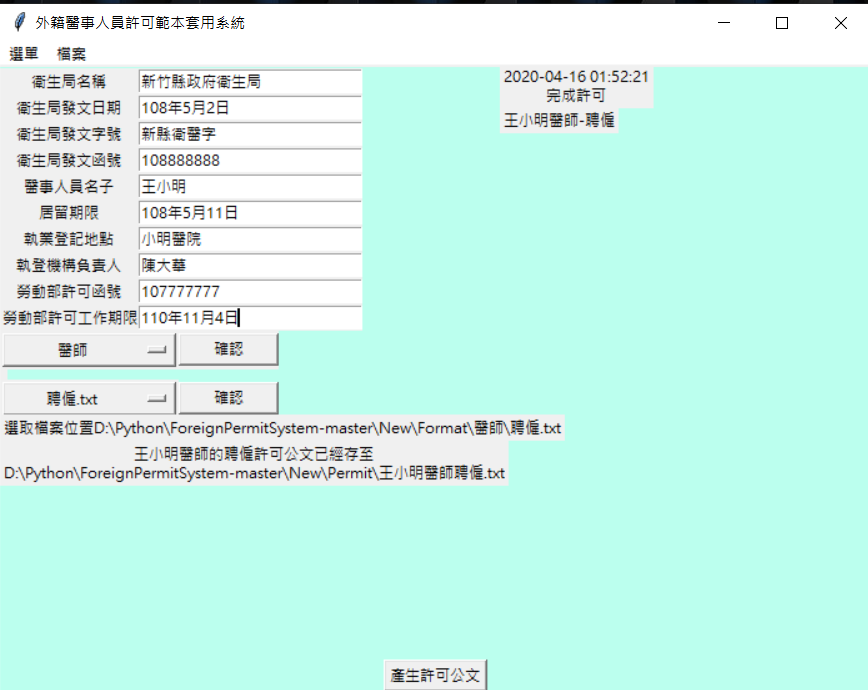 外籍醫事人員許可範本套用系統
選單 檔案
衛生局名稱 新竹縣政府衛生局
衛生局發文日期 108年5月2日
衛生局發文字號 新縣衛醫字
衛生局發文函號 108888888
醫事人員名子 王小明
居留期限 108年5月11日
執業登記地點 小明醫院
執登機構負責人 陳大華
勞動部許可函號 107777777
勞動部許可工作期限 110年11月4日
2020-04-16 01:52:21
完成許可
王小明醫師-聘僱
醫師 確認
聘僱.txt 確認
選取檔案位置D:\Python\ForeignPermitSystem-master\New\Format\醫師\聘僱.txt
王小明醫師的聘僱許可公文已經存至
D:\Python\ForeignPermitSystem-master\New\Permit\王小明醫師聘僱.txt
產生許可公文